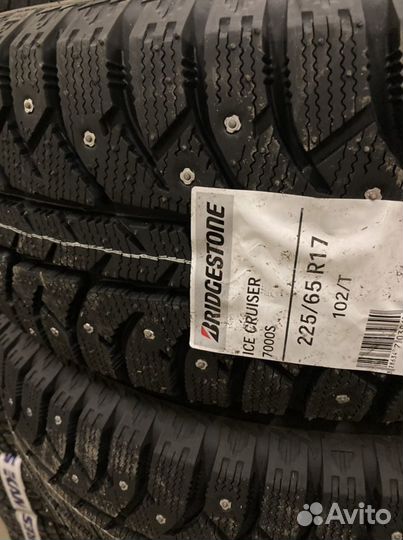 BRIDGESTONE
ICE CRUISER
7000S
225/65 R17
102/T
Avito